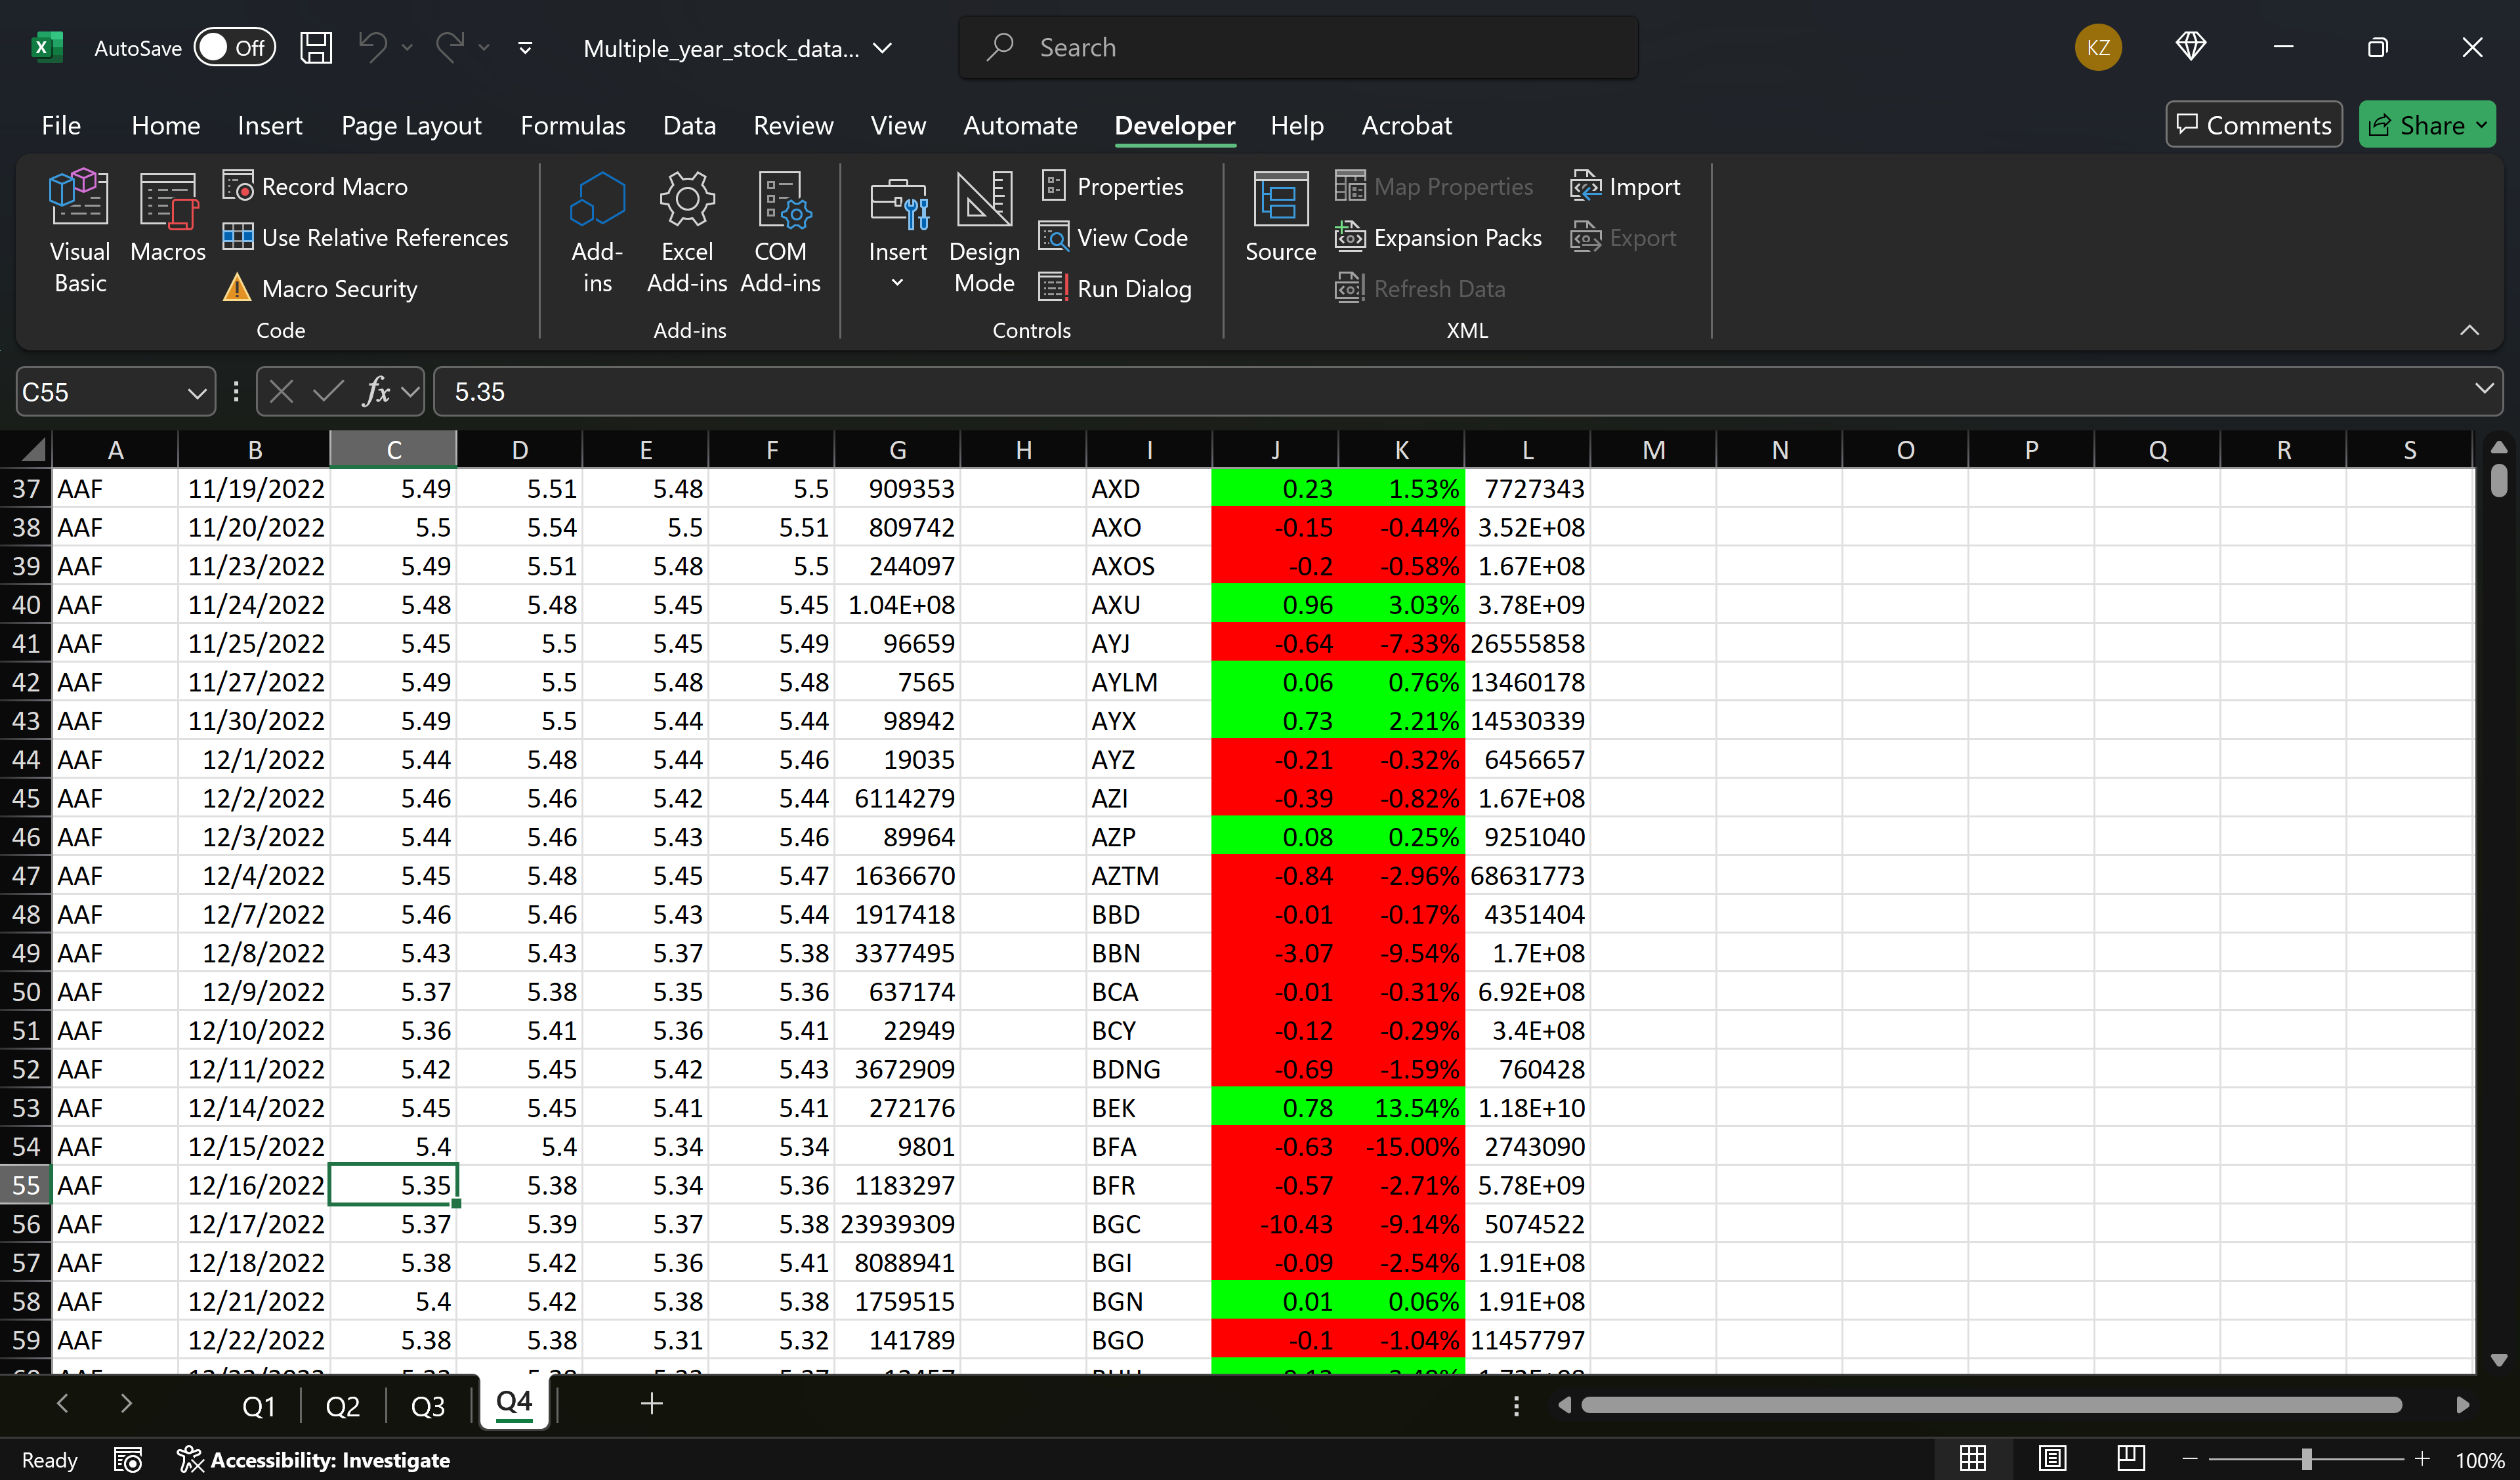 AutoSave Off Multiple_year_stock_data... Search KZ
File Home Insert Page Layout Formulas Data Review View Automate Developer Help Acrobat Comments Share
Visual Basic
Macros
Record Macro
Use Relative References
Macro Security
Code
Add-ins
Excel Add-ins
COM Add-ins
Add-ins
Insert
Design Mode
Properties
View Code
Run Dialog
Controls
Source
Map Properties
Expansion Packs
Refresh Data
Import
Export
XML
C55 fx 5.35
A B C D E F G H I J K L M N O P Q R S
37 AAF 11/19/2022 5.49 5.51 5.48 5.5 909353 AXD 0.23 1.53% 7727343
38 AAF 11/20/2022 5.5 5.54 5.5 5.51 809742 AXO -0.15 -0.44% 3.52E+08
39 AAF 11/23/2022 5.49 5.51 5.48 5.5 244097 AXOS -0.2 -0.58% 1.67E+08
40 AAF 11/24/2022 5.48 5.48 5.45 5.45 1.04E+08 AXU 0.96 3.03% 3.78E+09
41 AAF 11/25/2022 5.45 5.5 5.45 5.49 96659 AYJ -0.64 -7.33% 26555858
42 AAF 11/27/2022 5.49 5.5 5.48 5.48 7565 AYLM 0.06 0.76% 13460178
43 AAF 11/30/2022 5.49 5.5 5.44 5.44 98942 AYX 0.73 2.21% 14530339
44 AAF 12/1/2022 5.44 5.48 5.44 5.46 19035 AYZ -0.21 -0.32% 6456657
45 AAF 12/2/2022 5.46 5.46 5.42 5.44 6114279 AZI -0.39 -0.82% 1.67E+08
46 AAF 12/3/2022 5.44 5.46 5.43 5.46 89964 AZP 0.08 0.25% 9251040
47 AAF 12/4/2022 5.45 5.48 5.45 5.47 1636670 AZTM -0.84 -2.96% 68631773
48 AAF 12/7/2022 5.46 5.46 5.43 5.44 1917418 BBD -0.01 -0.17% 4351404
49 AAF 12/8/2022 5.43 5.43 5.37 5.38 3377495 BBN -3.07 -9.54% 1.7E+08
50 AAF 12/9/2022 5.37 5.38 5.35 5.36 637174 BCA -0.01 -0.31% 6.92E+08
51 AAF 12/10/2022 5.36 5.41 5.36 5.41 22949 BCY -0.12 -0.29% 3.4E+08
52 AAF 12/11/2022 5.42 5.45 5.42 5.43 3672909 BDNG -0.69 -1.59% 760428
53 AAF 12/14/2022 5.45 5.45 5.41 5.41 272176 BEK 0.78 13.54% 1.18E+10
54 AAF 12/15/2022 5.4 5.4 5.34 5.34 9801 BFA -0.63 -15.00% 2743090
55 AAF 12/16/2022 5.35 5.38 5.34 5.36 1183297 BFR -0.57 -2.71% 5.78E+09
56 AAF 12/17/2022 5.37 5.39 5.37 5.38 23939309 BGC -10.43 -9.14% 5074522
57 AAF 12/18/2022 5.38 5.42 5.36 5.41 8088941 BGI -0.09 -2.54% 1.91E+08
58 AAF 12/21/2022 5.4 5.42 5.38 5.38 1759515 BGN 0.01 0.06% 1.91E+08
59 AAF 12/22/2022 5.38 5.38 5.31 5.32 141789 BGO -0.1 -1.04% 11457797
Q1 Q2 Q3 Q4
Ready Accessibility: Investigate 100%